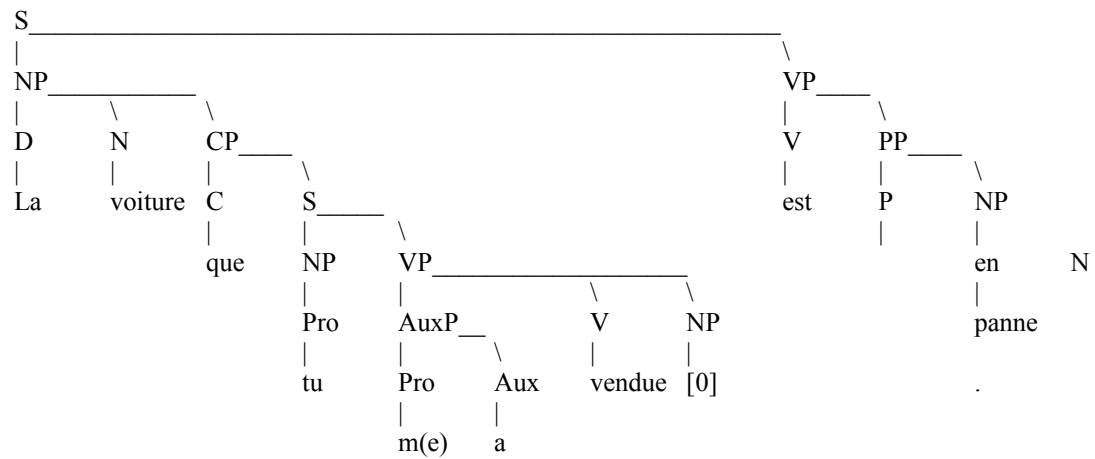 S
NP VP
D N CP V PP
La voiture C S est P NP
que NP VP en N
Pro AuxP V NP panne
tu Pro Aux vendue [0] .
m(e) a